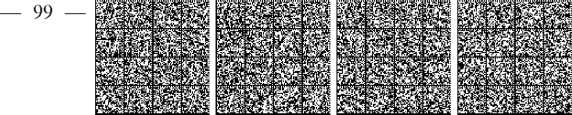 — 99 —